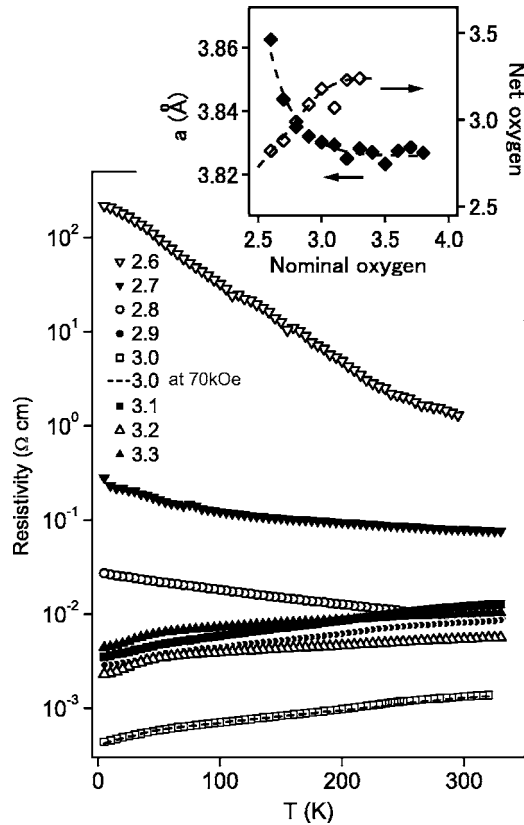 3.86
3.84
3.82
a (Å)
3.5
3.0
2.5
Net oxygen
2.5 3.0 3.5 4.0
Nominal oxygen
10²
10¹
10⁰
10⁻¹
10⁻²
10⁻³
Resistivity (Ω cm)
2.6
2.7
2.8
2.9
3.0
3.0 at 70kOe
3.1
3.2
3.3
0 100 200 300
T (K)